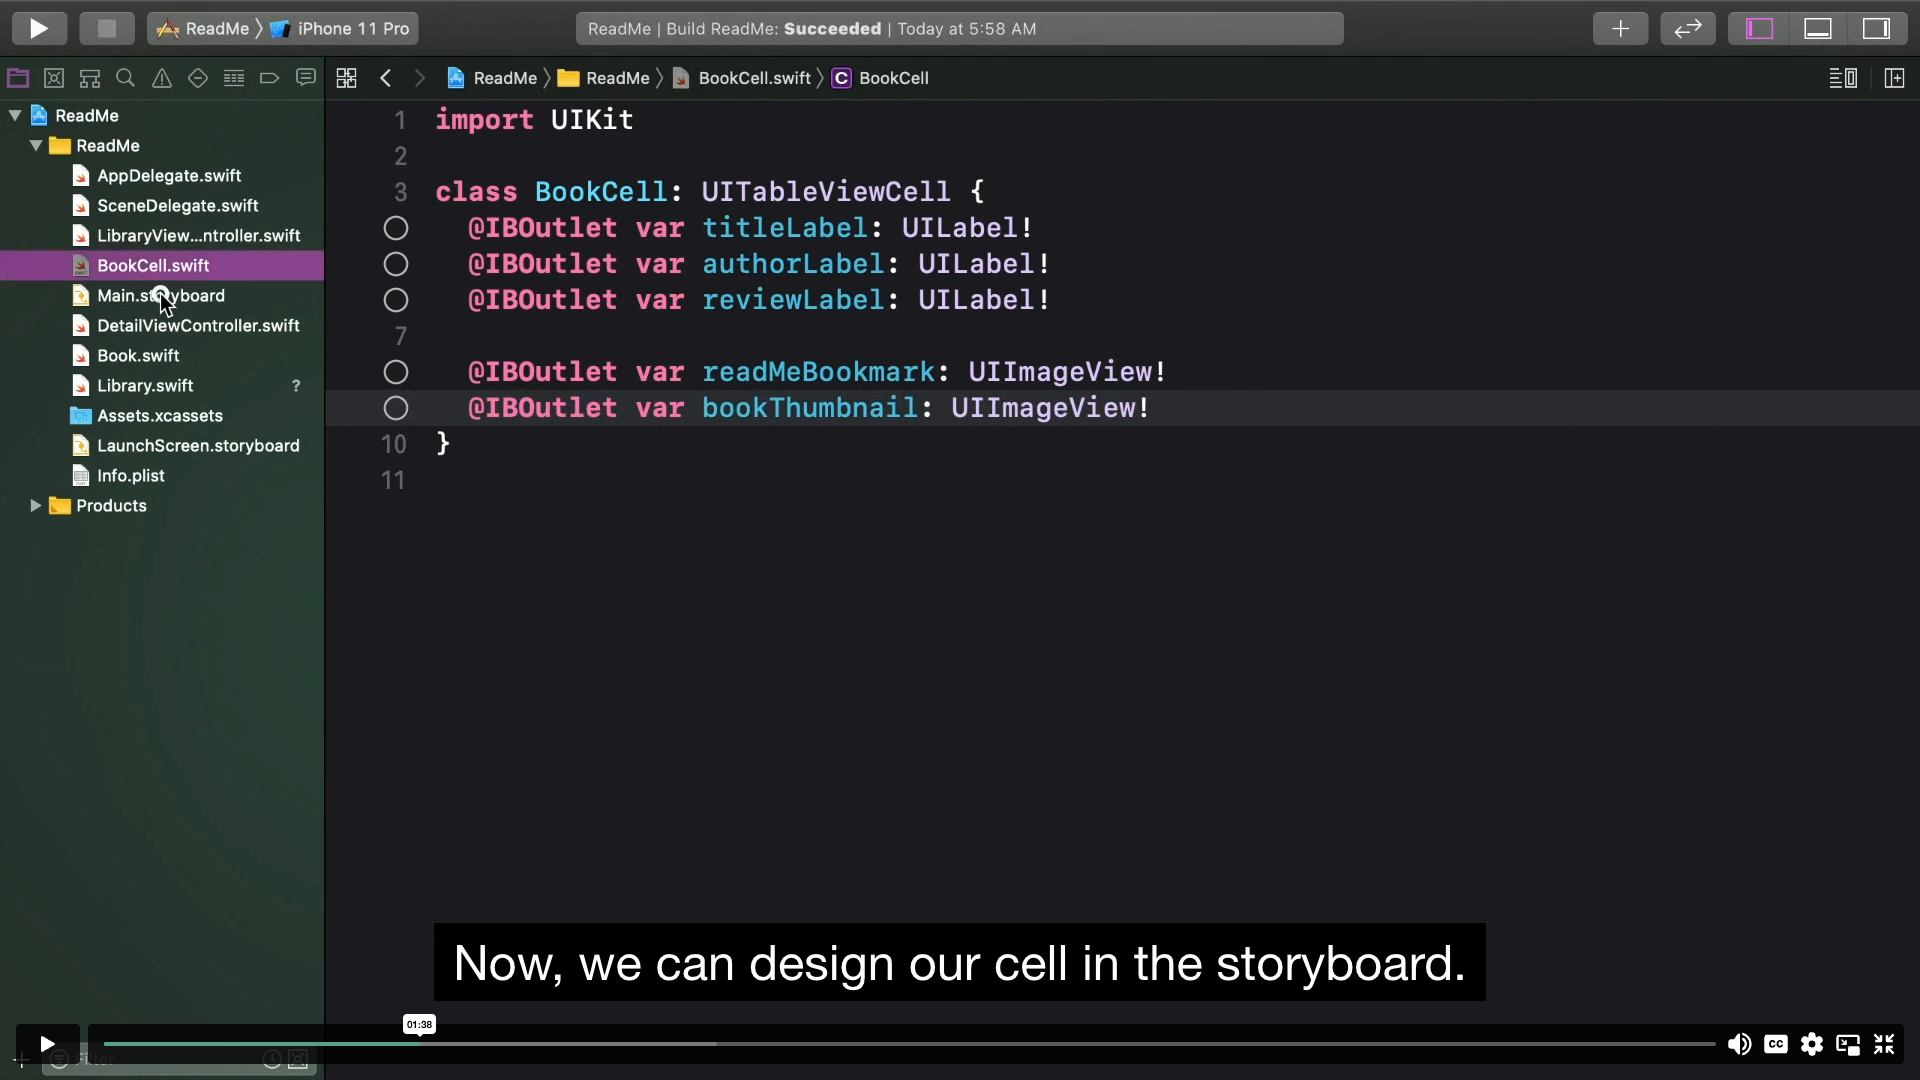 ReadMe 〉 iPhone 11 Pro
ReadMe | Build ReadMe: Succeeded | Today at 5:58 AM
ReadMe 〉 ReadMe 〉 BookCell.swift 〉 C BookCell
ReadMe
ReadMe
AppDelegate.swift
SceneDelegate.swift
LibraryView...ntroller.swift
BookCell.swift
Main.storyboard
DetailViewController.swift
Book.swift
Library.swift ?
Assets.xcassets
LaunchScreen.storyboard
Info.plist
Products
1 import UIKit
2
3 class BookCell: UITableViewCell {
@IBOutlet var titleLabel: UILabel!
@IBOutlet var authorLabel: UILabel!
@IBOutlet var reviewLabel: UILabel!
7
@IBOutlet var readMeBookmark: UIImageView!
@IBOutlet var bookThumbnail: UIImageView!
10 }
11
Now, we can design our cell in the storyboard.
01:38
Filter
CC